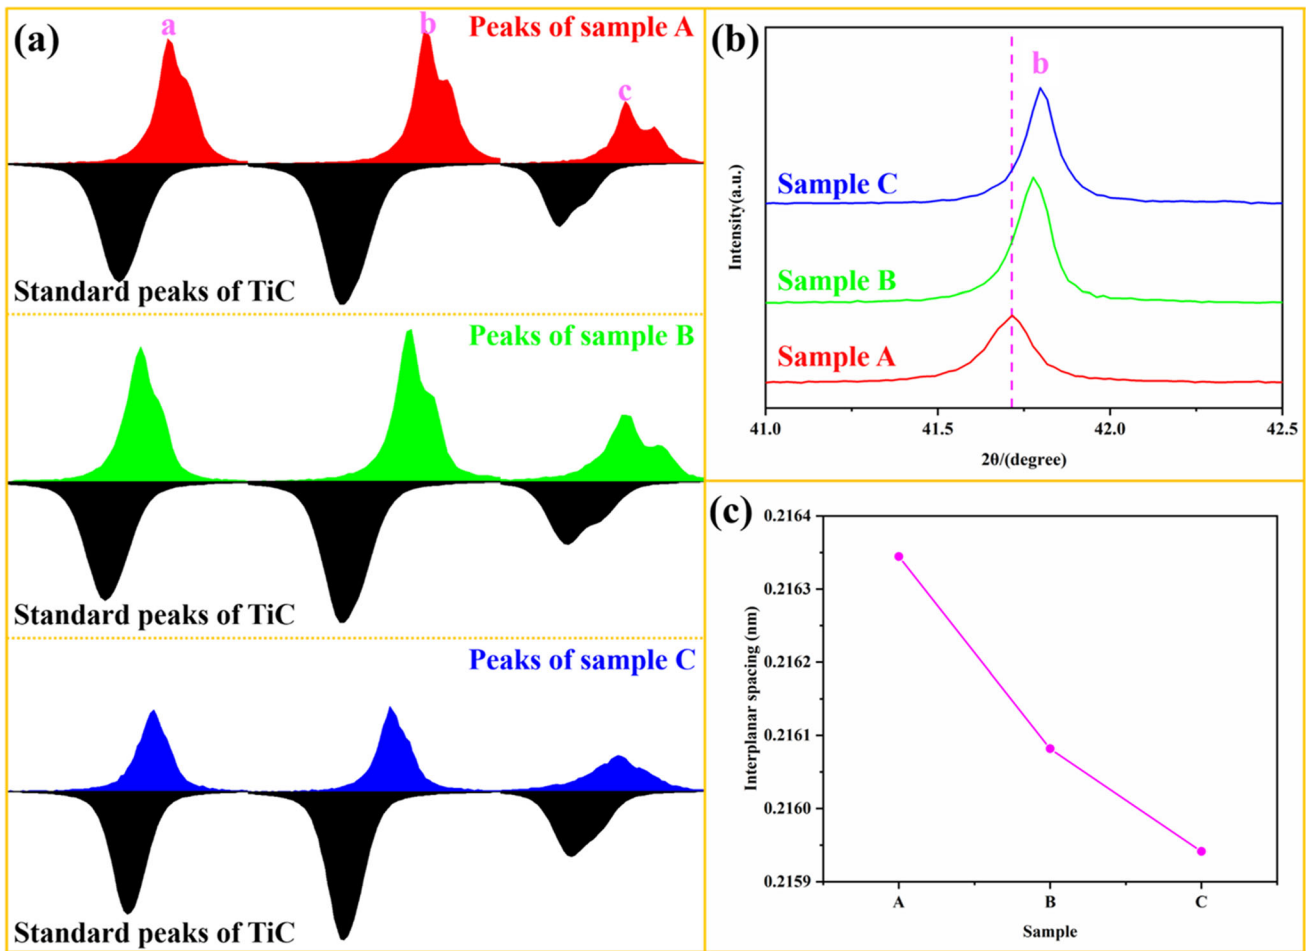 (a)
a
b
Peaks of sample A
c
Standard peaks of TiC
Peaks of sample B
Standard peaks of TiC
Peaks of sample C
Standard peaks of TiC
(b)
b
Intensity(a.u.)
Sample C
Sample B
Sample A
41.0 41.5 42.0 42.5
2θ/(degree)
(c)
Interplanar spacing (nm)
0.2164
0.2163
0.2162
0.2161
0.2160
0.2159
A B C
Sample